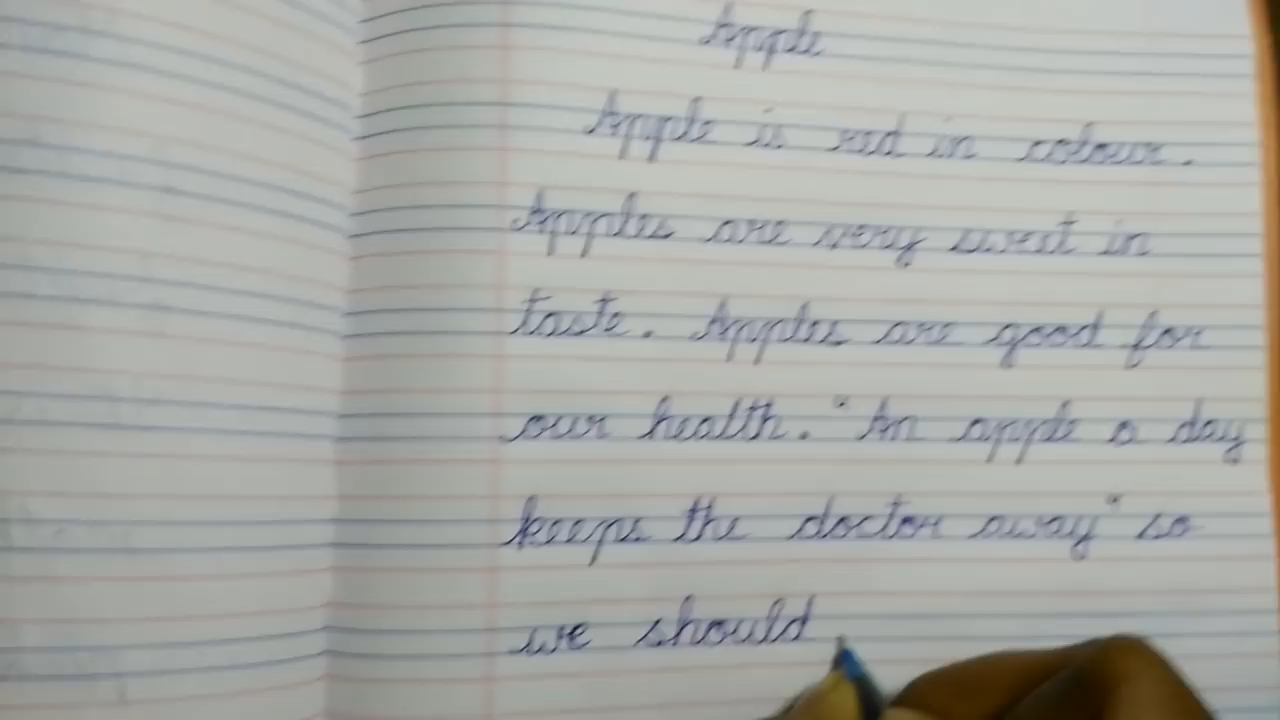 Apple
Apple is red in colour.
Apples are very sweet in
taste. Apples are good for
our health. "An apple a day
keeps the doctor away" so
we should